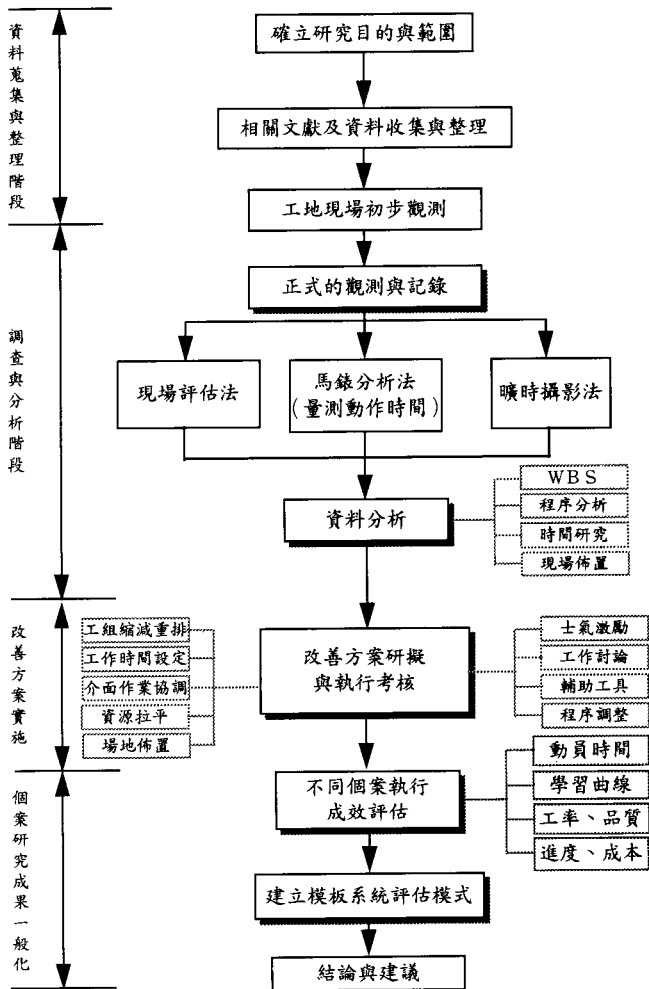 資料蒐集與整理階段
確立研究目的與範圍
相關文獻及資料收集與整理
工地現場初步觀測
調查與分析階段
正式的觀測與記錄
現場評估法
馬錶分析法
(量測動作時間)
曠時攝影法
資料分析
WBS
程序分析
時間研究
現場佈置
改善方案實施
工組縮減重排
工作時間設定
介面作業協調
資源拉平
場地佈置
改善方案研擬
與執行考核
士氣激勵
工作討論
輔助工具
程序調整
個案研究成果一般化
不同個案執行
成效評估
動員時間
學習曲線
工率、品質
進度、成本
建立模板系統評估模式
結論與建議